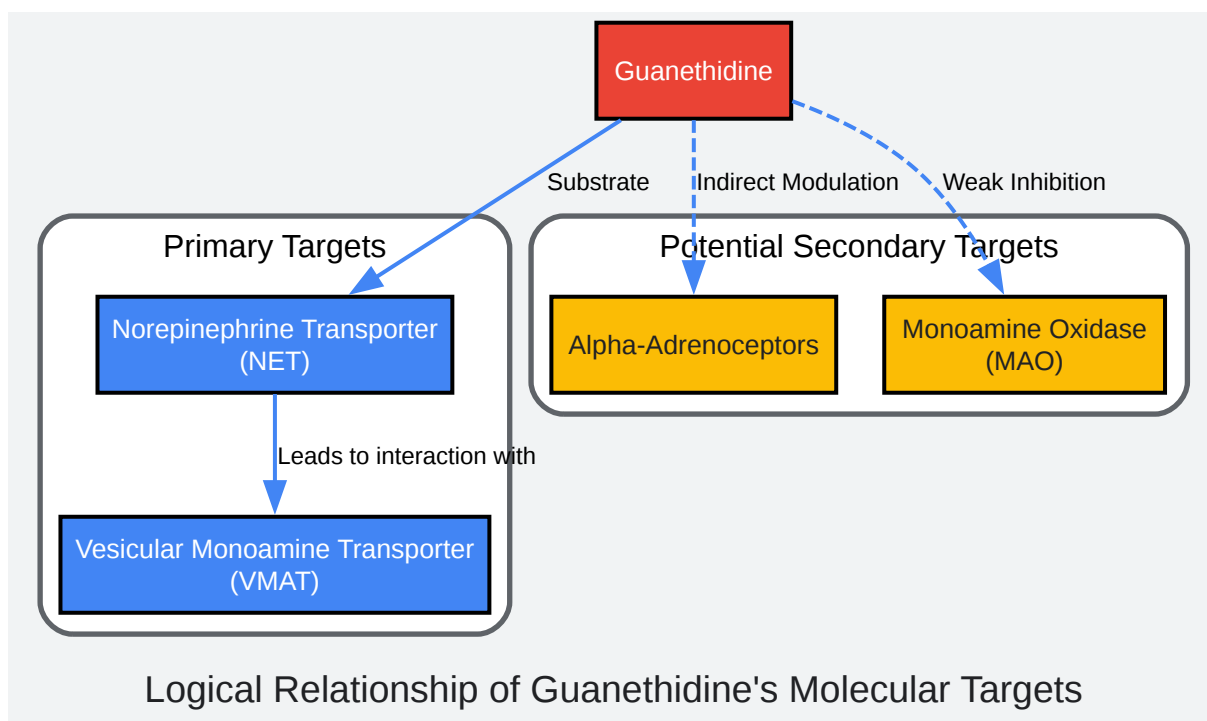 Guanethidine
Substrate
Indirect Modulation
Weak Inhibition
Primary Targets
Norepinephrine Transporter
(NET)
Leads to interaction with
Vesicular Monoamine Transporter
(VMAT)
Potential Secondary Targets
Alpha-Adrenoceptors
Monoamine Oxidase
(MAO)
Logical Relationship of Guanethidine's Molecular Targets